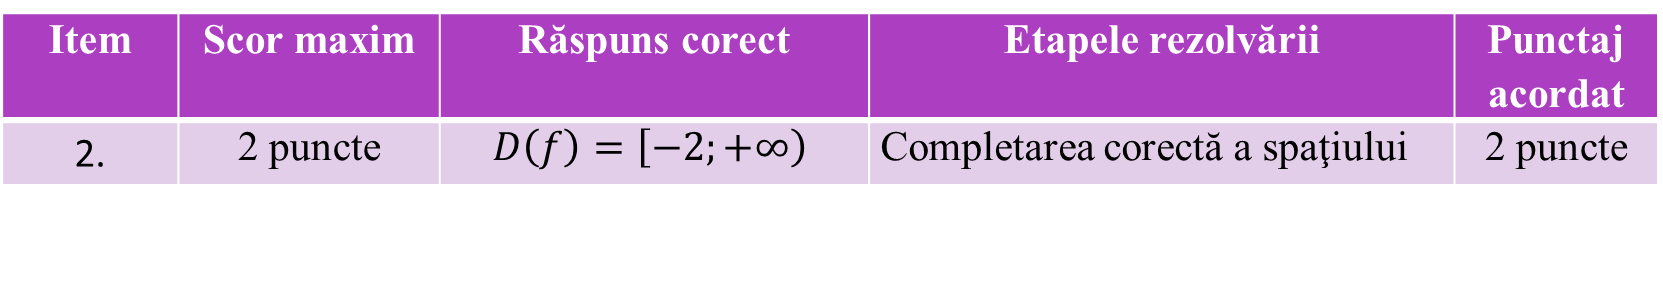 Item Scor maxim Răspuns corect Etapele rezolvării Punctaj
acordat
2. 2 puncte D(f) = [−2; +∞) Completarea corectă a spaţiului 2 puncte